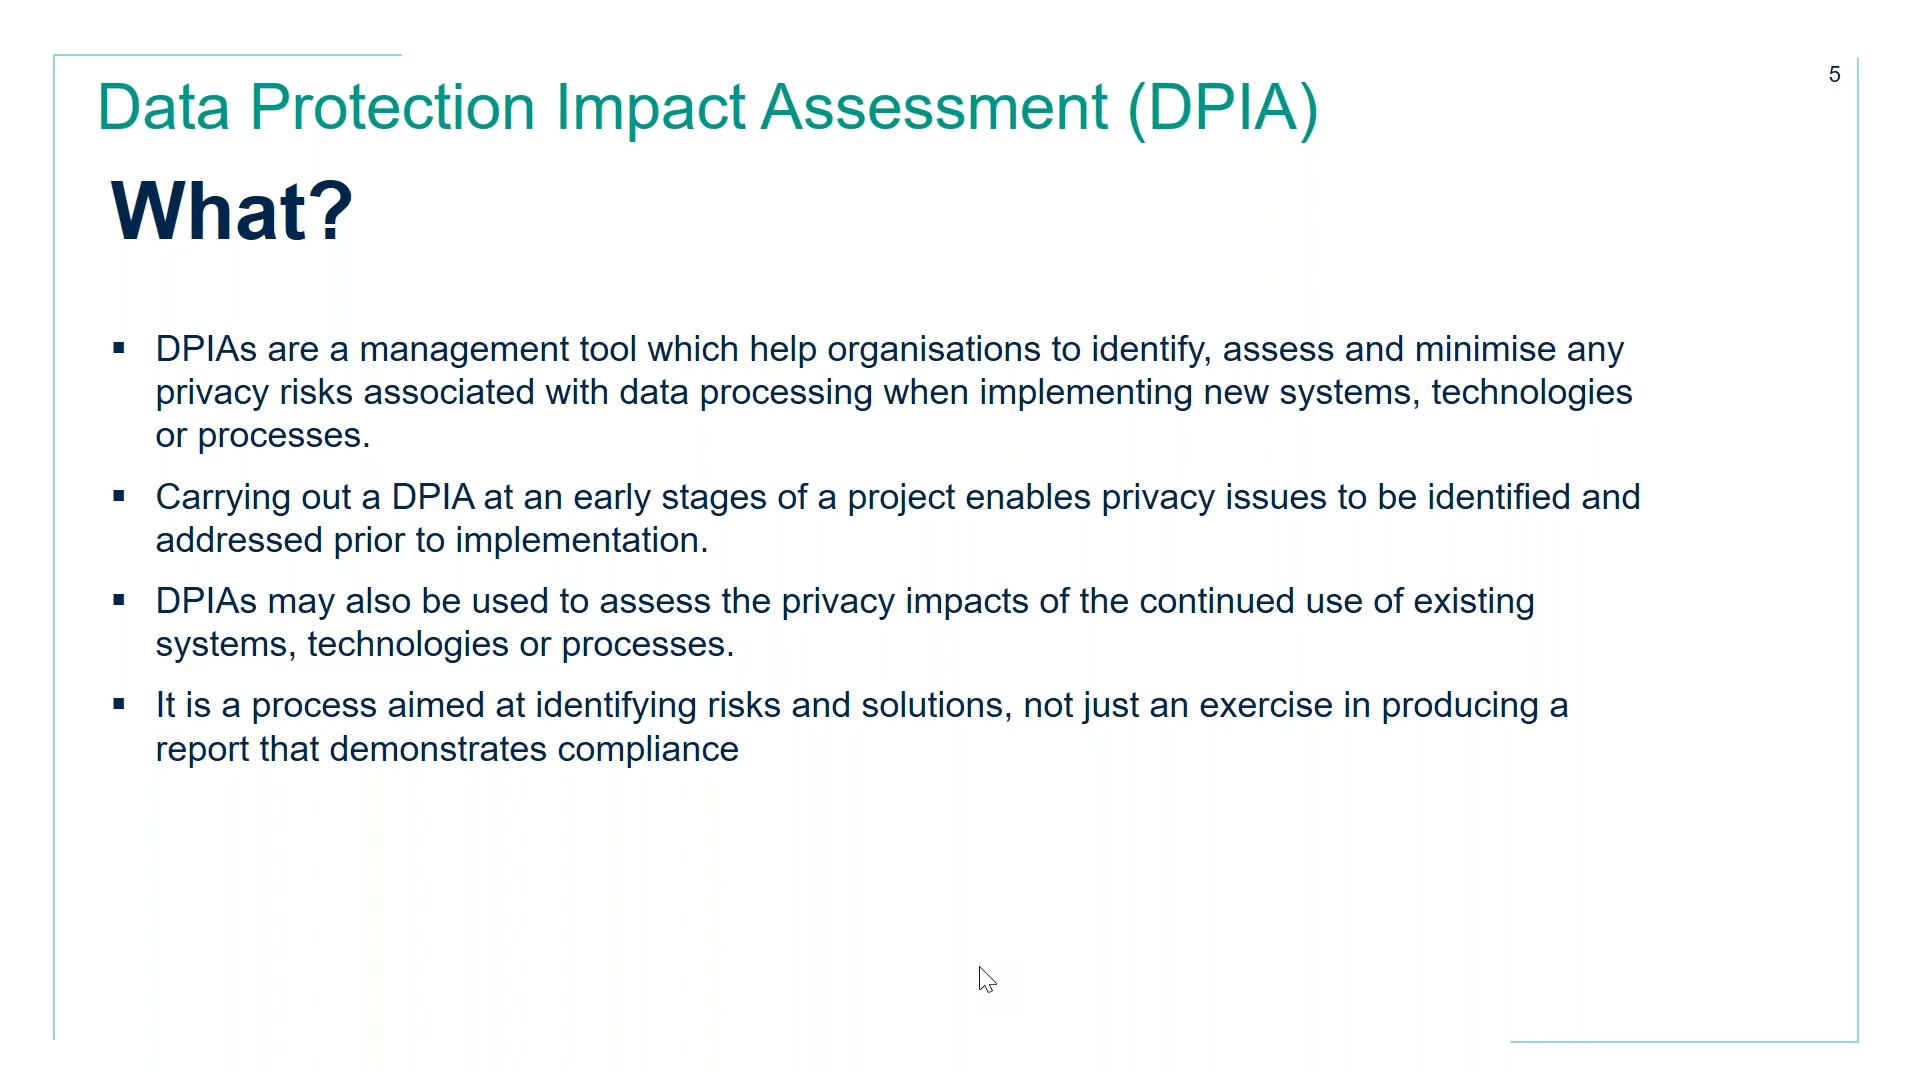 5
Data Protection Impact Assessment (DPIA)
What?
▪ DPIAs are a management tool which help organisations to identify, assess and minimise any
privacy risks associated with data processing when implementing new systems, technologies
or processes.
▪ Carrying out a DPIA at an early stages of a project enables privacy issues to be identified and
addressed prior to implementation.
▪ DPIAs may also be used to assess the privacy impacts of the continued use of existing
systems, technologies or processes.
▪ It is a process aimed at identifying risks and solutions, not just an exercise in producing a
report that demonstrates compliance